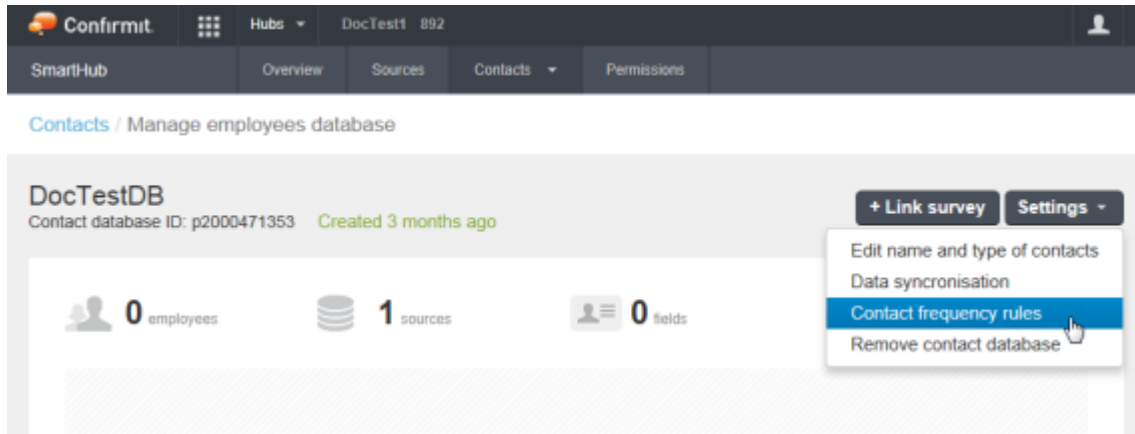 Confirmit. Hubs DocTest1 892
SmartHub Overview Sources Contacts Permissions
Contacts / Manage employees database
DocTestDB
Contact database ID: p2000471353 Created 3 months ago
+ Link survey Settings
Edit name and type of contacts
Data syncronisation
Contact frequency rules
Remove contact database
0 employees 1 sources 0 fields